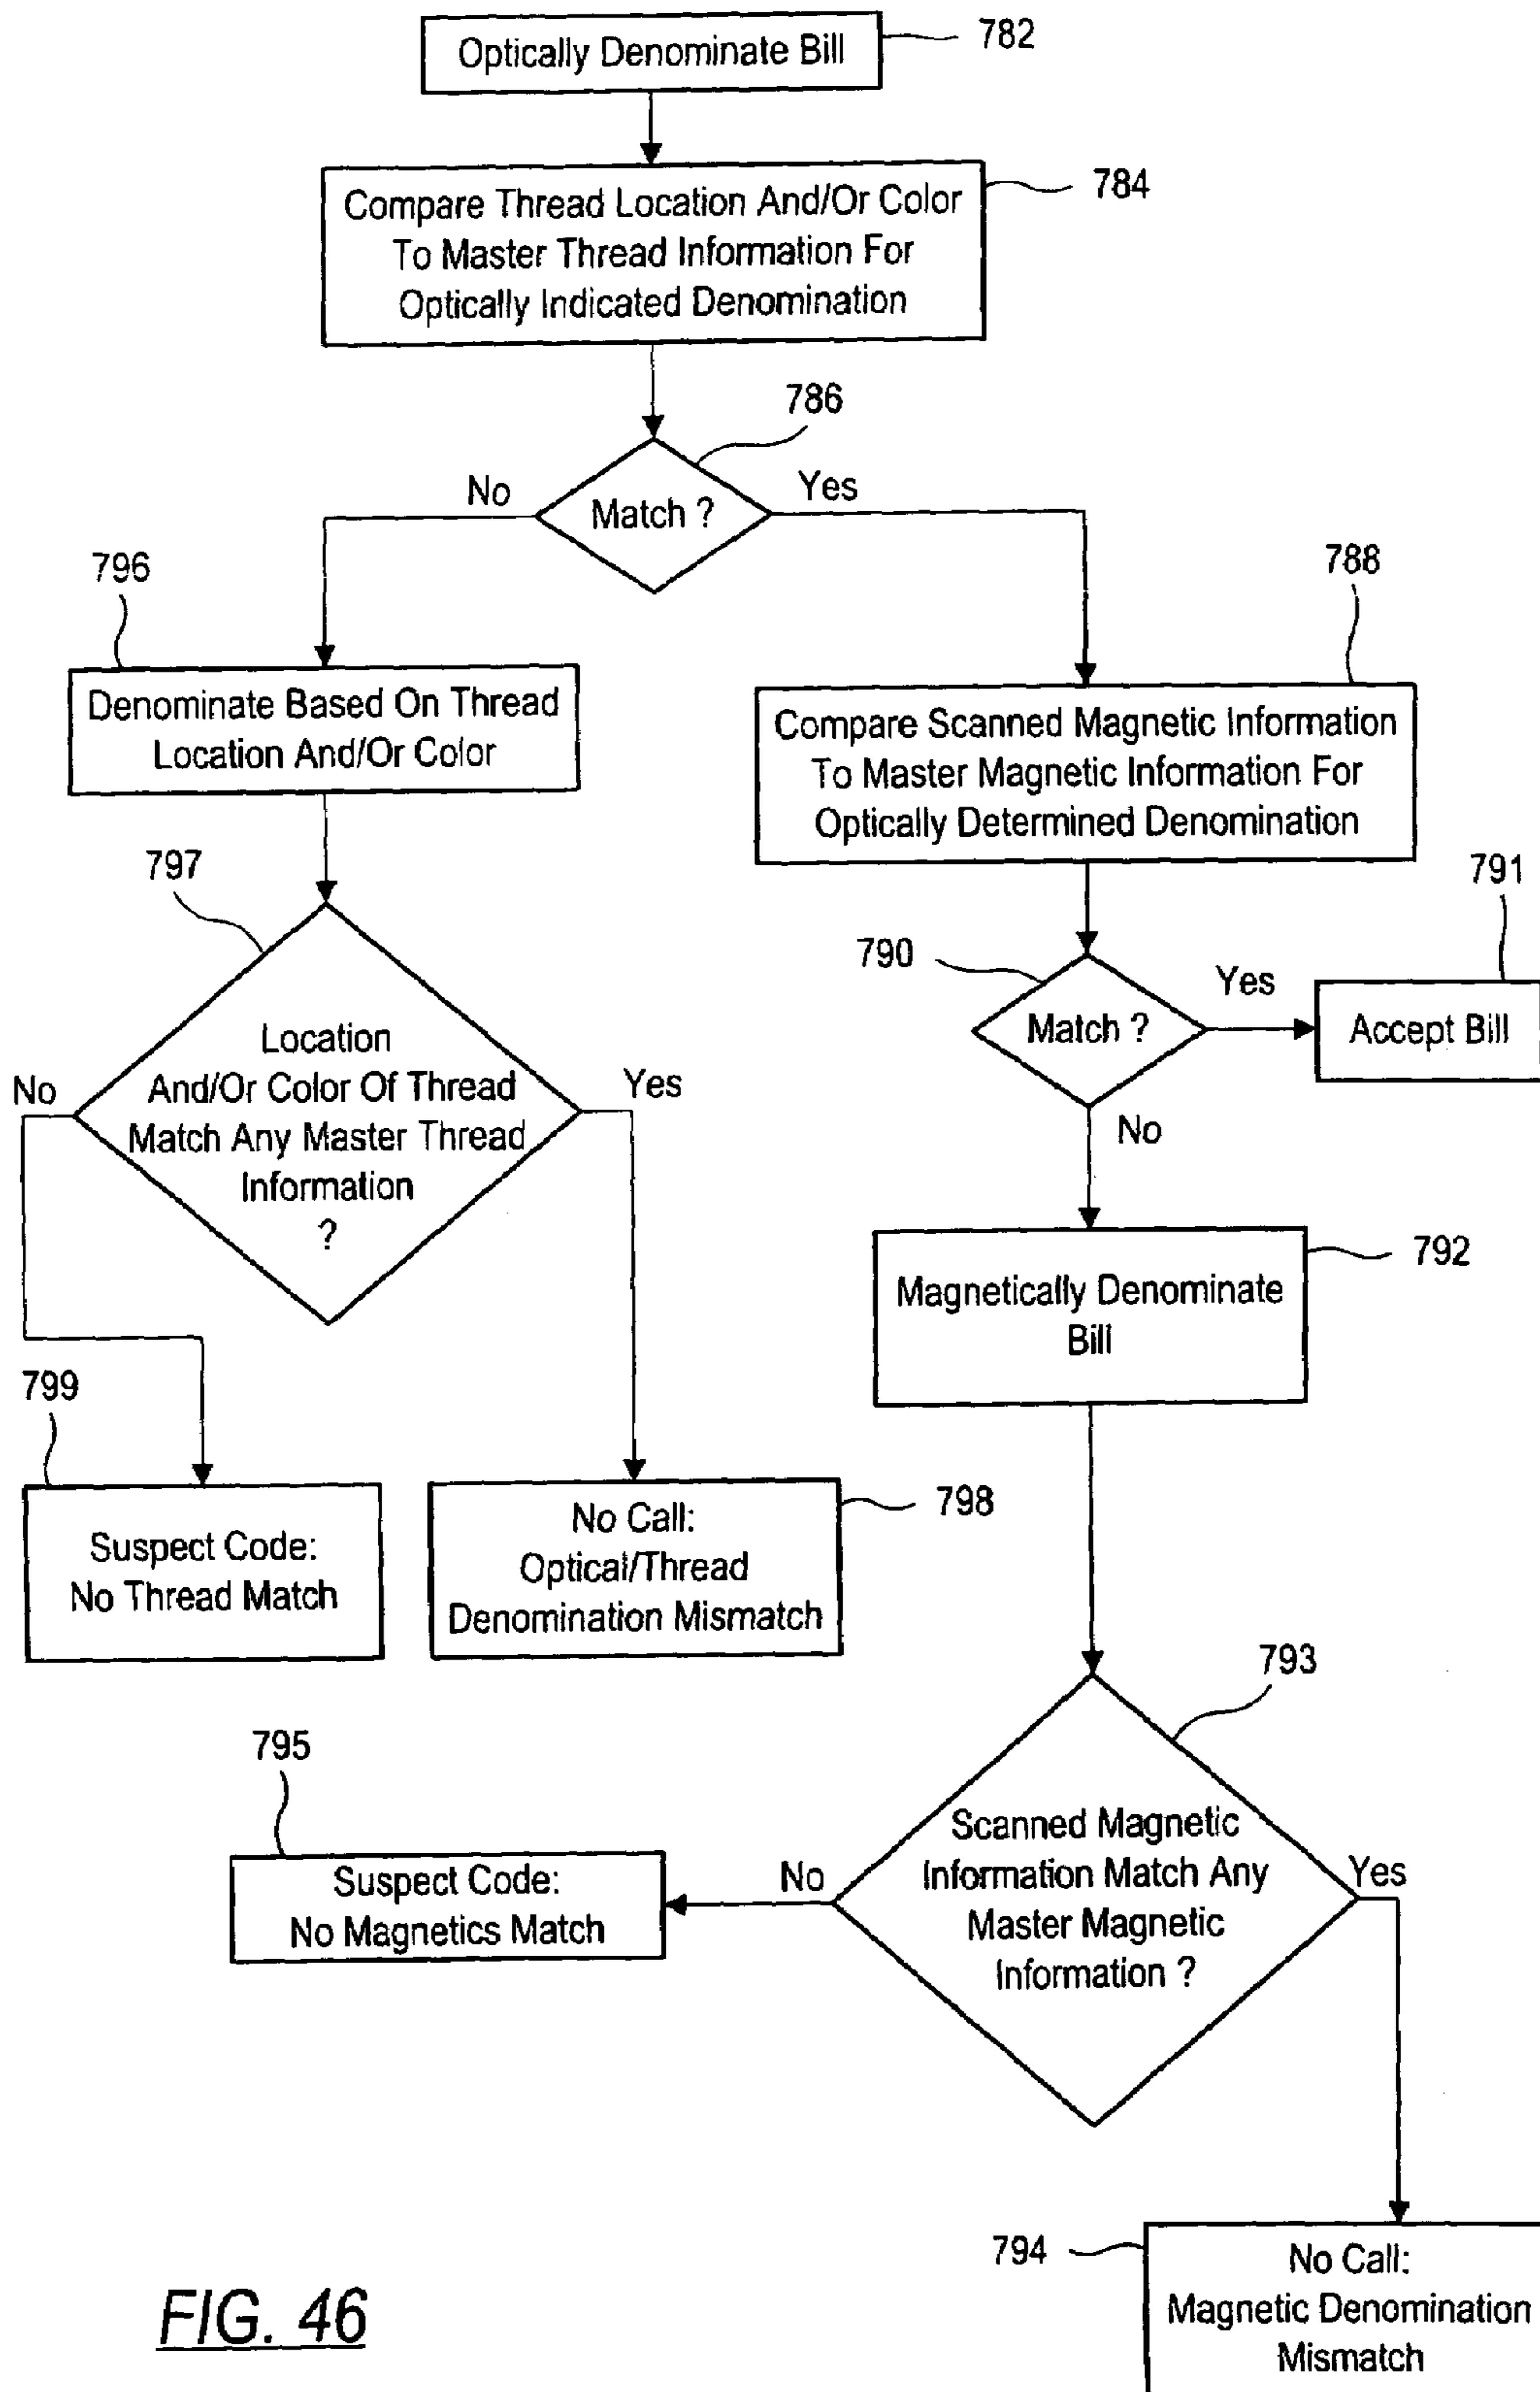 Optically Denominate Bill
782
Compare Thread Location And/Or Color
To Master Thread Information For
Optically Indicated Denomination
784
786
No
Match ?
Yes
796
788
Denominate Based On Thread
Location And/Or Color
Compare Scanned Magnetic Information
To Master Magnetic Information For
Optically Determined Denomination
797
791
790
Match ?
Yes
Accept Bill
No
Location
And/Or Color Of Thread
Match Any Master Thread
Information
?
No
Yes
792
Magnetically Denominate
Bill
799
Suspect Code:
No Thread Match
No Call:
Optical/Thread
Denomination Mismatch
798
793
795
Suspect Code:
No Magnetics Match
No
Scanned Magnetic
Information Match Any
Master Magnetic
Information ?
Yes
794
No Call:
Magnetic Denomination
Mismatch
FIG. 46